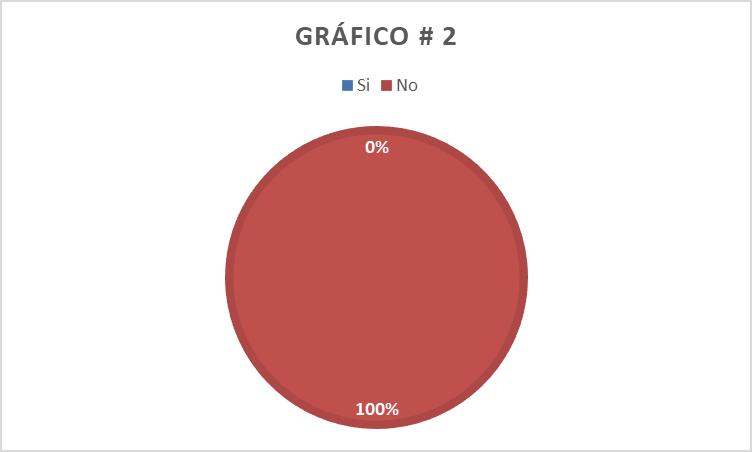 GRÁFICO # 2
Si No
0%
100%